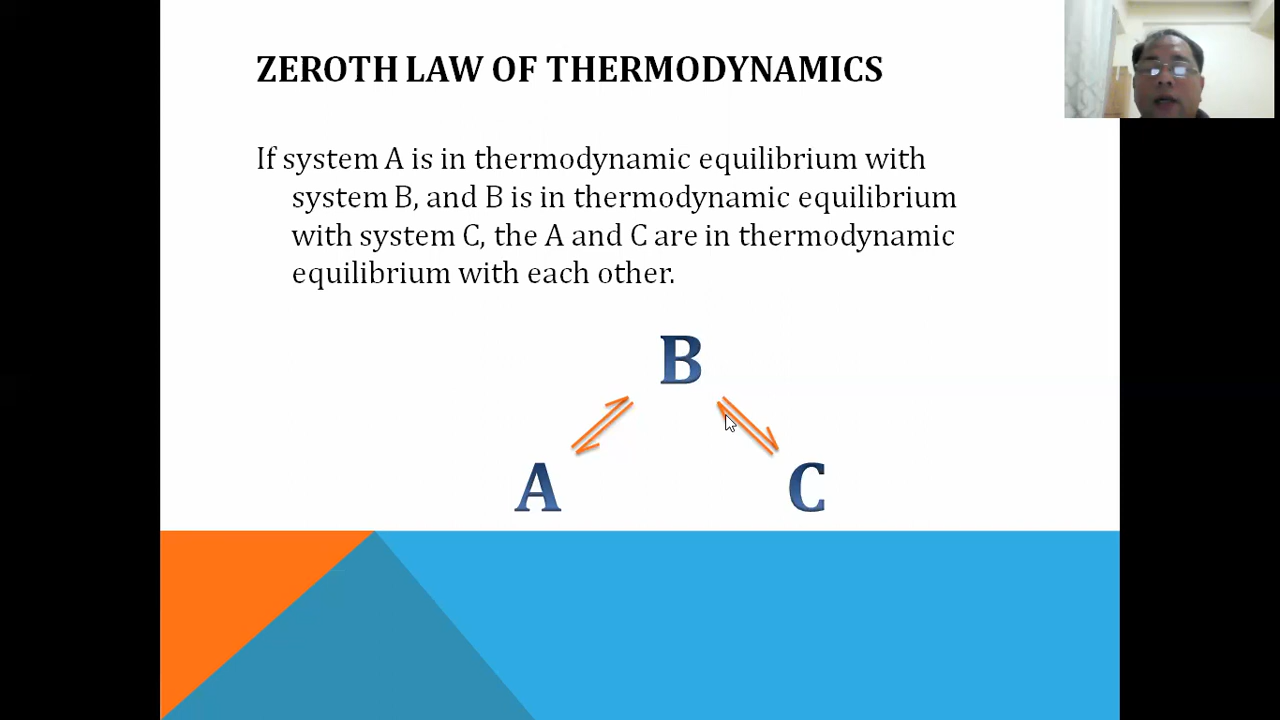 ZEROTH LAW OF THERMODYNAMICS
If system A is in thermodynamic equilibrium with
system B, and B is in thermodynamic equilibrium
with system C, the A and C are in thermodynamic
equilibrium with each other.
B
A
C